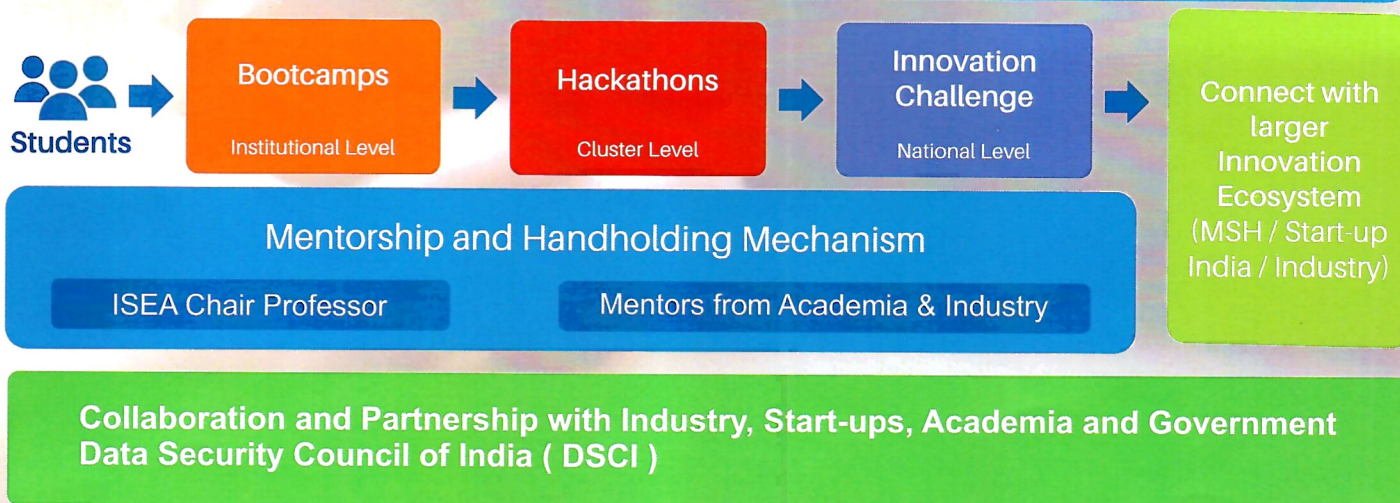 Students
Bootcamps
Institutional Level
Hackathons
Cluster Level
Innovation
Challenge
National Level
Connect with
larger
Innovation
Ecosystem
(MSH / Start-up
India / Industry)
Mentorship and Handholding Mechanism
ISEA Chair Professor
Mentors from Academia & Industry
Collaboration and Partnership with Industry, Start-ups, Academia and Government
Data Security Council of India ( DSCI )